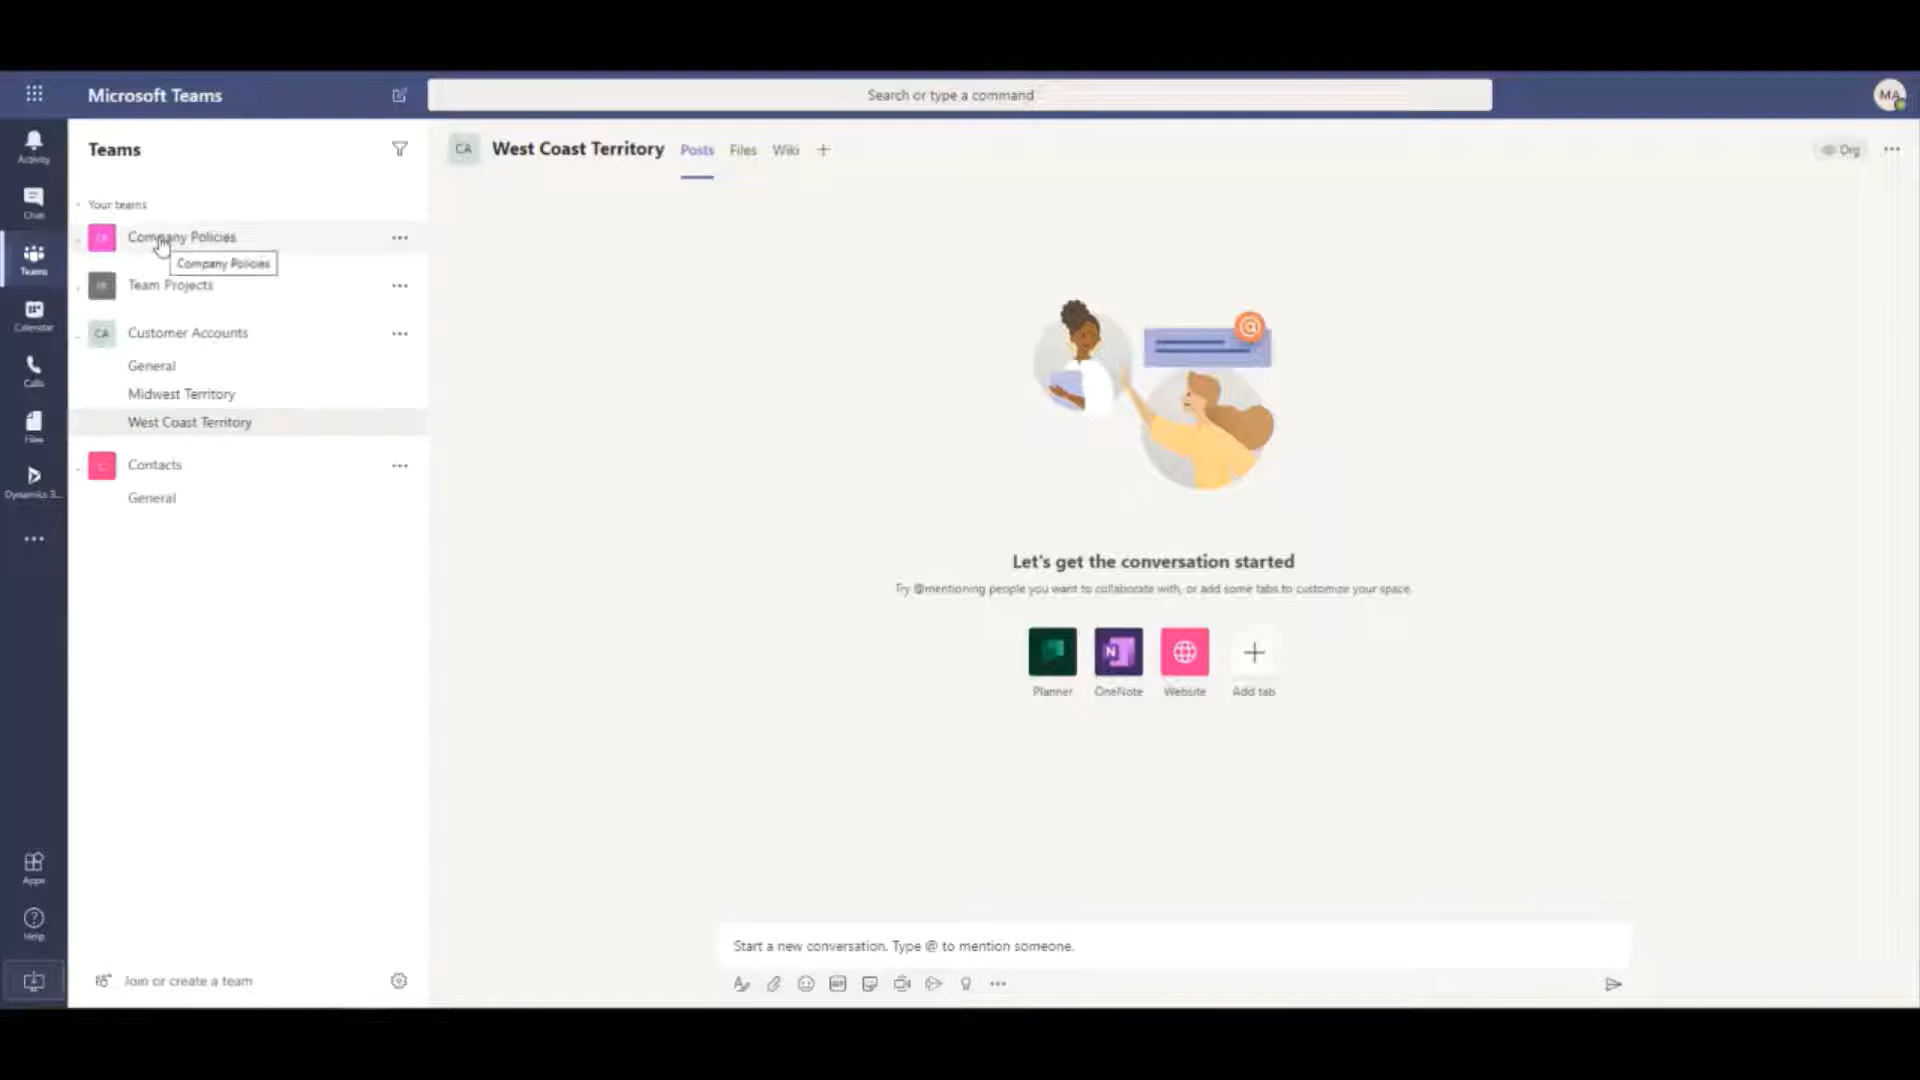 Microsoft Teams
Search or type a command
MA
Activity
Chat
Teams
Calendar
Calls
Files
Dynamics 3...
Apps
Help
Teams
Your teams
Company Policies
Company Policies
Team Projects
CA Customer Accounts
General
Midwest Territory
West Coast Territory
Contacts
General
Join or create a team
CA West Coast Territory Posts Files Wiki
Org
Let's get the conversation started
Try @mentioning people you want to collaborate with, or add some tabs to customize your space.
Planner OneNote Website Add tab
Start a new conversation. Type @ to mention someone.